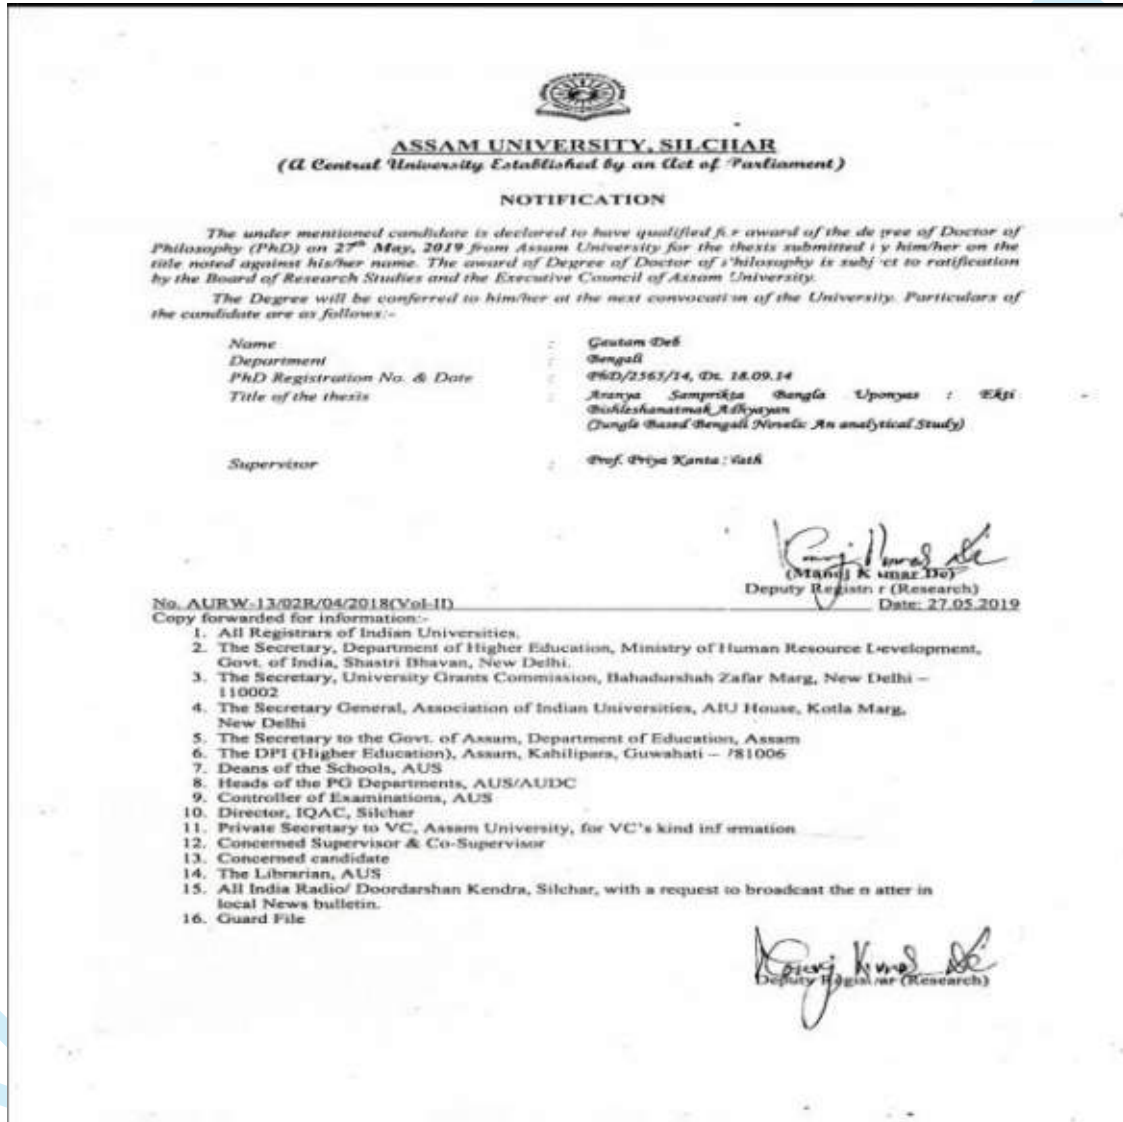 ASSAM UNIVERSITY, SILCHAR
(A Central University Established by an Act of Parliament)
NOTIFICATION
The under mentioned candidate is declared to have qualified for award of the degree of Doctor of
Philosophy (PhD) on 27th May, 2019 from Assam University for the thesis submitted by him/her on the
title noted against his/her name. The award of Degree of Doctor of Philosophy is subject to ratification
by the Board of Research Studies and the Executive Council of Assam University.
The Degree will be conferred to him/her at the next convocation of the University. Particulars of
the candidate are as follows:-
Name : Gautam Deb
Department : Bengali
PhD Registration No. & Date : PhD/2565/14, Dt. 18.09.14
Title of the thesis : Aranya Samprikta Bangla Uponyas : Ekti
Bishleshanatmak Adhyayan
(Jungle Based Bengali Novels: An analytical Study)
Supervisor : Prof. Priya Kanta Nath
(Manoj Kumar De)
Deputy Registrar (Research)
No. AURW-13/02R/04/2018(Vol-II) Date: 27.05.2019
Copy forwarded for information:-
1. All Registrars of Indian Universities.
2. The Secretary, Department of Higher Education, Ministry of Human Resource Development,
Govt. of India, Shastri Bhavan, New Delhi.
3. The Secretary, University Grants Commission, Bahadurshah Zafar Marg, New Delhi –
110002
4. The Secretary General, Association of Indian Universities, AIU House, Kotla Marg,
New Delhi
5. The Secretary to the Govt. of Assam, Department of Education, Assam
6. The DPI (Higher Education), Assam, Kahilipara, Guwahati – 781006
7. Deans of the Schools, AUS
8. Heads of the PG Departments, AUS/AUDC
9. Controller of Examinations, AUS
10. Director, IQAC, Silchar
11. Private Secretary to VC, Assam University, for VC's kind information
12. Concerned Supervisor & Co-Supervisor
13. Concerned candidate
14. The Librarian, AUS
15. All India Radio/ Doordarshan Kendra, Silchar, with a request to broadcast the matter in
local News bulletin.
16. Guard File
Manoj Kumar De
Deputy Registrar (Research)